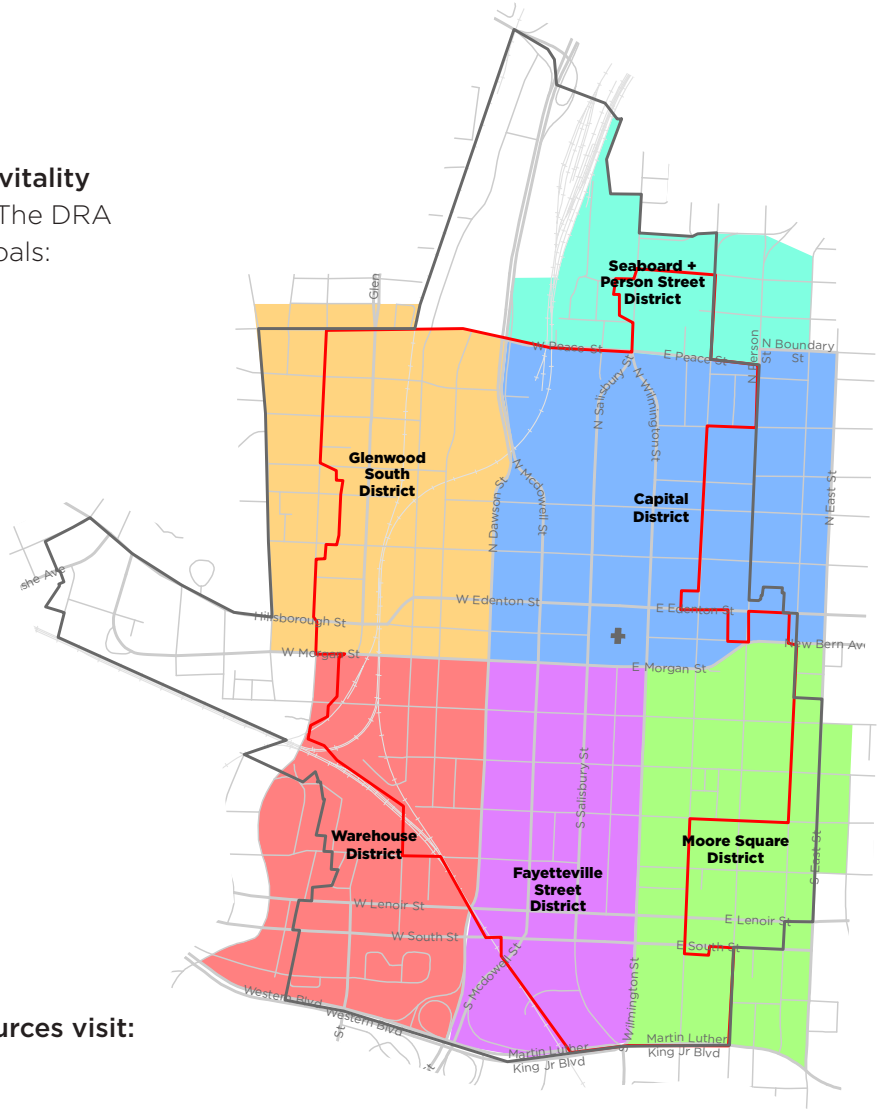 vitality
The DRA
oals:
Glen
Seaboard +
Person Street
District
W Peace St
E Peace St
N Person
St
N Boundary
St
N Salisbury St
N Wilmington St
Glenwood
South
District
N Mcdowell St
N Dawson St
Capital
District
N East St
she Ave
W Edenton St
E Edenton St
Hillsborough St
New Bern Av
W Morgan St
E Morgan St
S Salisbury St
Warehouse
District
Moore Square
District
S East St
Fayetteville
Street
District
W Lenoir St
E Lenoir St
W South St
E South St
S Mcdowell St
S Wilmington St
Western Blvd
Western Blvd
St
urces visit:
Martin Luther
King Jr Blvd
Martin Luther
King Jr Blvd